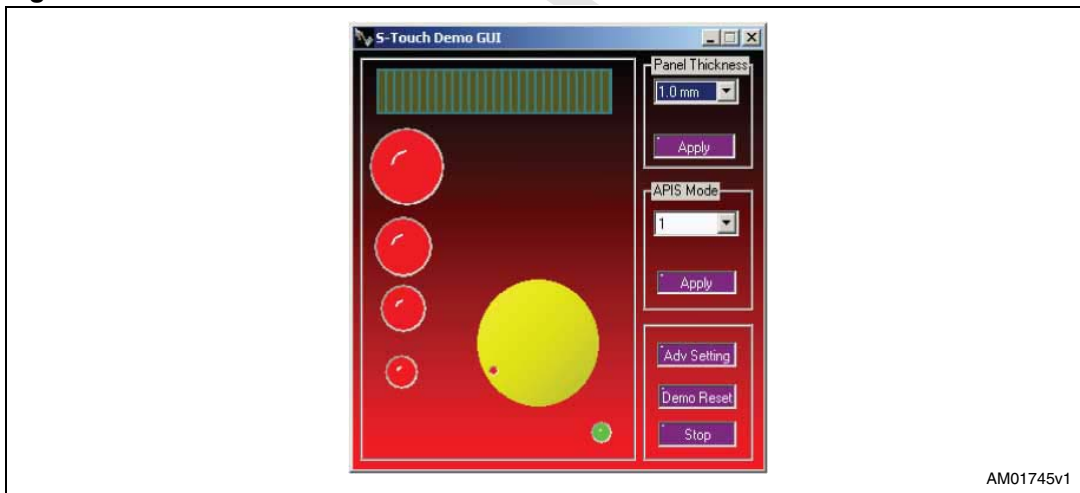 S-Touch Demo GUI
Panel Thickness
1.0 mm
Apply
APIS Mode
1
Apply
Adv Setting
Demo Reset
Stop
AM01745v1